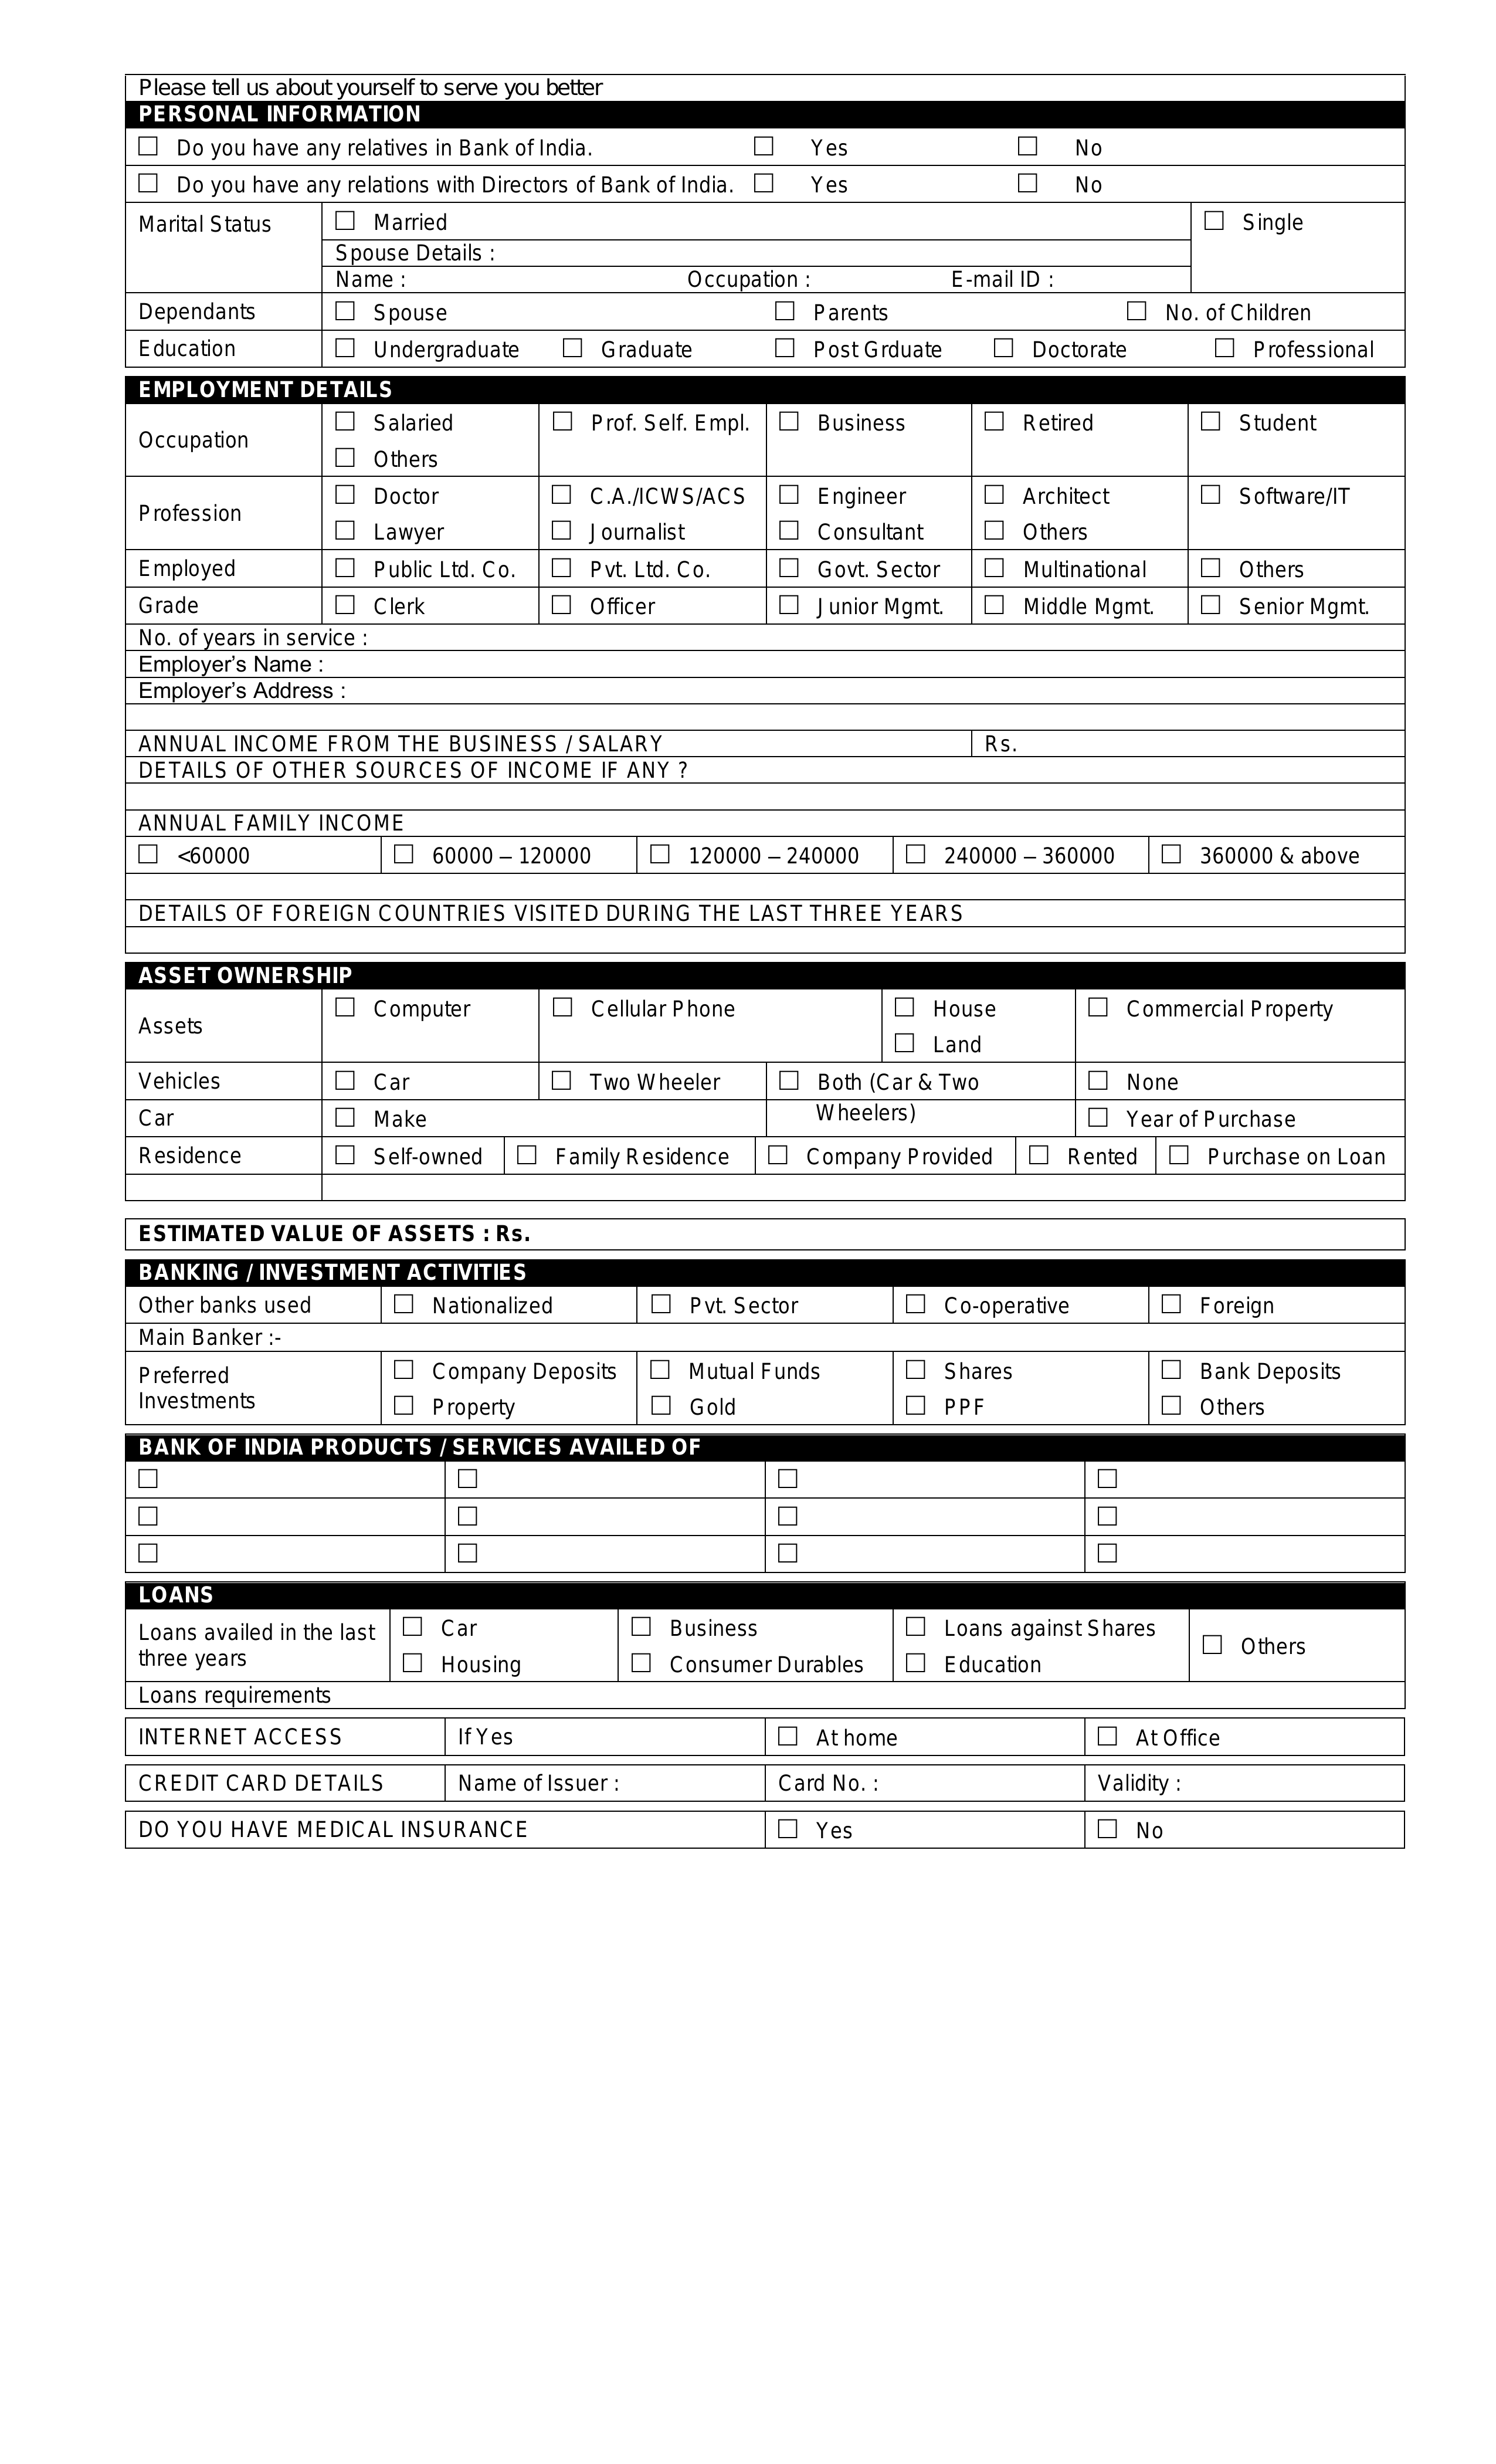 Please tell us about yourself to serve you better
PERSONAL INFORMATION
☐ Do you have any relatives in Bank of India. ☐ Yes ☐ No
☐ Do you have any relations with Directors of Bank of India. ☐ Yes ☐ No
Marital Status ☐ Married ☐ Single
Spouse Details :
Name : Occupation : E-mail ID :
Dependants ☐ Spouse ☐ Parents ☐ No. of Children
Education ☐ Undergraduate ☐ Graduate ☐ Post Grduate ☐ Doctorate ☐ Professional
EMPLOYMENT DETAILS
Occupation ☐ Salaried ☐ Prof. Self. Empl. ☐ Business ☐ Retired ☐ Student
☐ Others
Profession ☐ Doctor ☐ C.A./ICWS/ACS ☐ Engineer ☐ Architect ☐ Software/IT
☐ Lawyer ☐ Journalist ☐ Consultant ☐ Others
Employed ☐ Public Ltd. Co. ☐ Pvt. Ltd. Co. ☐ Govt. Sector ☐ Multinational ☐ Others
Grade ☐ Clerk ☐ Officer ☐ Junior Mgmt. ☐ Middle Mgmt. ☐ Senior Mgmt.
No. of years in service :
Employer’s Name :
Employer’s Address :
ANNUAL INCOME FROM THE BUSINESS / SALARY Rs.
DETAILS OF OTHER SOURCES OF INCOME IF ANY ?
ANNUAL FAMILY INCOME
☐ <60000 ☐ 60000 – 120000 ☐ 120000 – 240000 ☐ 240000 – 360000 ☐ 360000 & above
DETAILS OF FOREIGN COUNTRIES VISITED DURING THE LAST THREE YEARS
ASSET OWNERSHIP
Assets ☐ Computer ☐ Cellular Phone ☐ House ☐ Commercial Property
☐ Land
Vehicles ☐ Car ☐ Two Wheeler ☐ Both (Car & Two ☐ None
Wheelers)
Car ☐ Make ☐ Year of Purchase
Residence ☐ Self-owned ☐ Family Residence ☐ Company Provided ☐ Rented ☐ Purchase on Loan
ESTIMATED VALUE OF ASSETS : Rs.
BANKING / INVESTMENT ACTIVITIES
Other banks used ☐ Nationalized ☐ Pvt. Sector ☐ Co-operative ☐ Foreign
Main Banker :-
Preferred Investments ☐ Company Deposits ☐ Mutual Funds ☐ Shares ☐ Bank Deposits
☐ Property ☐ Gold ☐ PPF ☐ Others
BANK OF INDIA PRODUCTS / SERVICES AVAILED OF
☐ ☐ ☐ ☐
☐ ☐ ☐ ☐
☐ ☐ ☐ ☐
LOANS
Loans availed in the last three years ☐ Car ☐ Business ☐ Loans against Shares ☐ Others
☐ Housing ☐ Consumer Durables ☐ Education
Loans requirements
INTERNET ACCESS If Yes ☐ At home ☐ At Office
CREDIT CARD DETAILS Name of Issuer : Card No. : Validity :
DO YOU HAVE MEDICAL INSURANCE ☐ Yes ☐ No